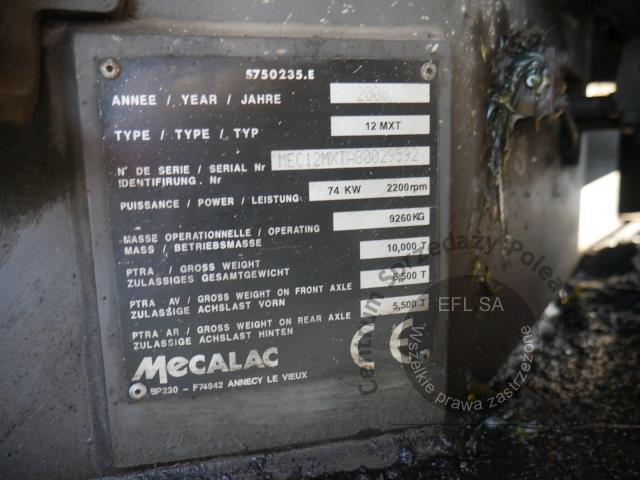 5750235.E
ANNEE / YEAR / JAHRE 2008
TYPE / TYPE / TYP 12 MXT
N° DE SERIE / SERIAL Nr MEC12MXTA80029592
IDENTIFIRUNG. Nr
PUISSANCE / POWER / LEISTUNG 74 KW 2200rpm
MASSE OPERATIONNELLE / OPERATING 9260KG
MASS / BETRIEBSMASSE
PTRA / GROSS WEIGHT 10,000 T
ZULASSIGES GESAMTGEWICHT
PTRA AV / GROSS WEIGHT ON FRONT AXLE 6,500 T
ZULASSIGE ACHSLAST VORN
PTRA AR / GROSS WEIGHT ON REAR AXLE 5,500 T
ZULASSIGE ACHSLAST HINTEN
MECALAC CE
BP230 - F74942 ANNECY LE VIEUX
Centrum Sprzedaży
EFL SA
Wszelkie prawa zastrzeżone